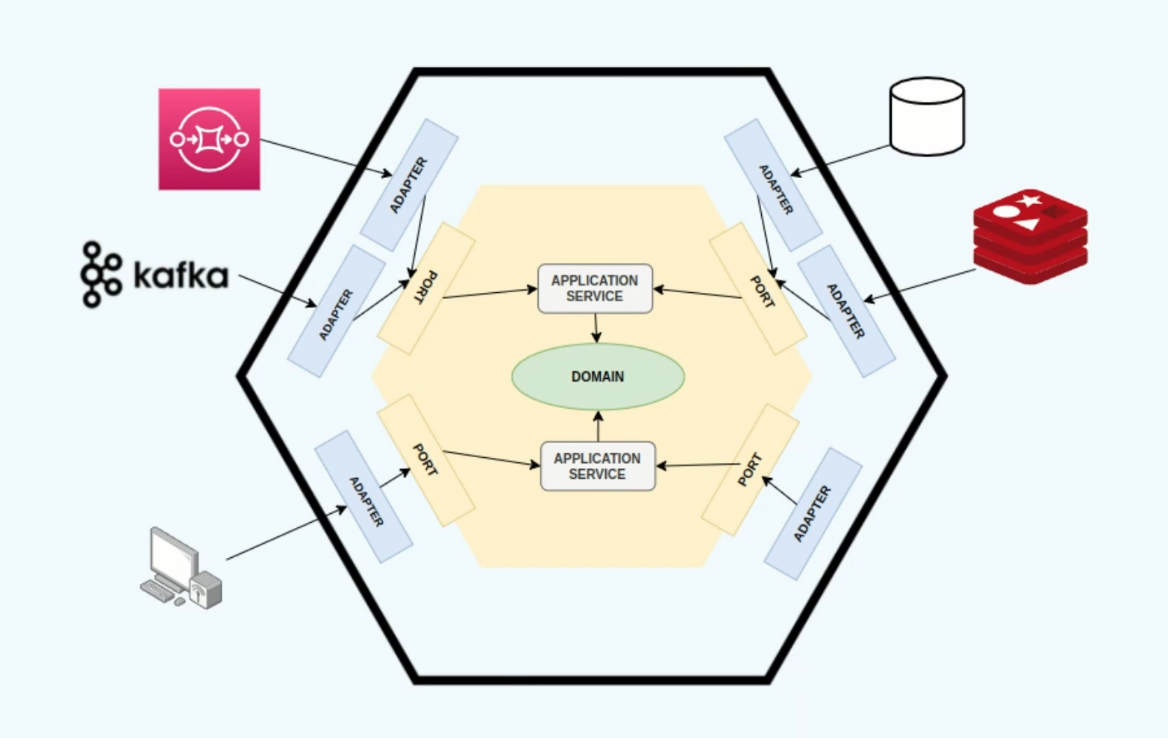 ADAPTER
ADAPTER
kafka
ADAPTER
ADAPTER
PORT
PORT
APPLICATION
SERVICE
DOMAIN
PORT
PORT
APPLICATION
SERVICE
ADAPTER
ADAPTER